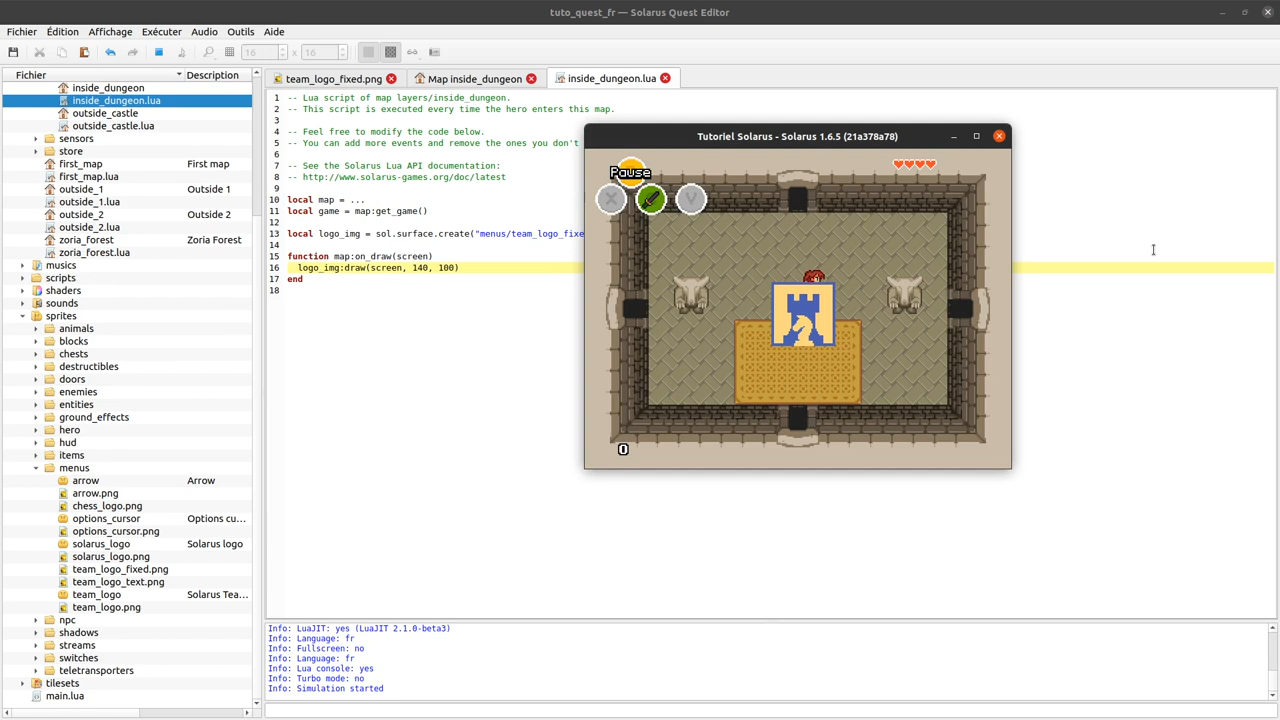 tuto_quest_fr — Solarus Quest Editor
Fichier Édition Affichage Exécuter Audio Outils Aide
16 x 16
Fichier Description
inside_dungeon
inside_dungeon.lua
outside_castle
outside_castle.lua
sensors
store
first_map First map
first_map.lua
outside_1 Outside 1
outside_1.lua
outside_2 Outside 2
outside_2.lua
zoria_forest Zoria Forest
zoria_forest.lua
musics
scripts
shaders
sounds
sprites
animals
blocks
chests
destructibles
doors
enemies
entities
ground_effects
hero
hud
items
menus
arrow Arrow
arrow.png
chess_logo.png
options_cursor Options cu...
options_cursor.png
solarus_logo Solarus logo
solarus_logo.png
team_logo_fixed.png
team_logo_text.png
team_logo Solarus Tea...
team_logo.png
npc
shadows
streams
switches
teletransporters
tilesets
main.lua
team_logo_fixed.png Map inside_dungeon inside_dungeon.lua
1 -- Lua script of map layers/inside_dungeon.
2 -- This script is executed every time the hero enters this map.
3
4 -- Feel free to modify the code below.
5 -- You can add more events and remove the ones you don't
6
7 -- See the Solarus Lua API documentation:
8 -- http://www.solarus-games.org/doc/latest
9
10 local map = ...
11 local game = map:get_game()
12
13 local logo_img = sol.surface.create("menus/team_logo_fixe
14
15 function map:on_draw(screen)
16 logo_img:draw(screen, 140, 100)
17 end
18
Tutoriel Solarus - Solarus 1.6.5 (21a378a78)
Pause
X V
0
Info: LuaJIT: yes (LuaJIT 2.1.0-beta3)
Info: Language: fr
Info: Fullscreen: no
Info: Language: fr
Info: Lua console: yes
Info: Turbo mode: no
Info: Simulation started